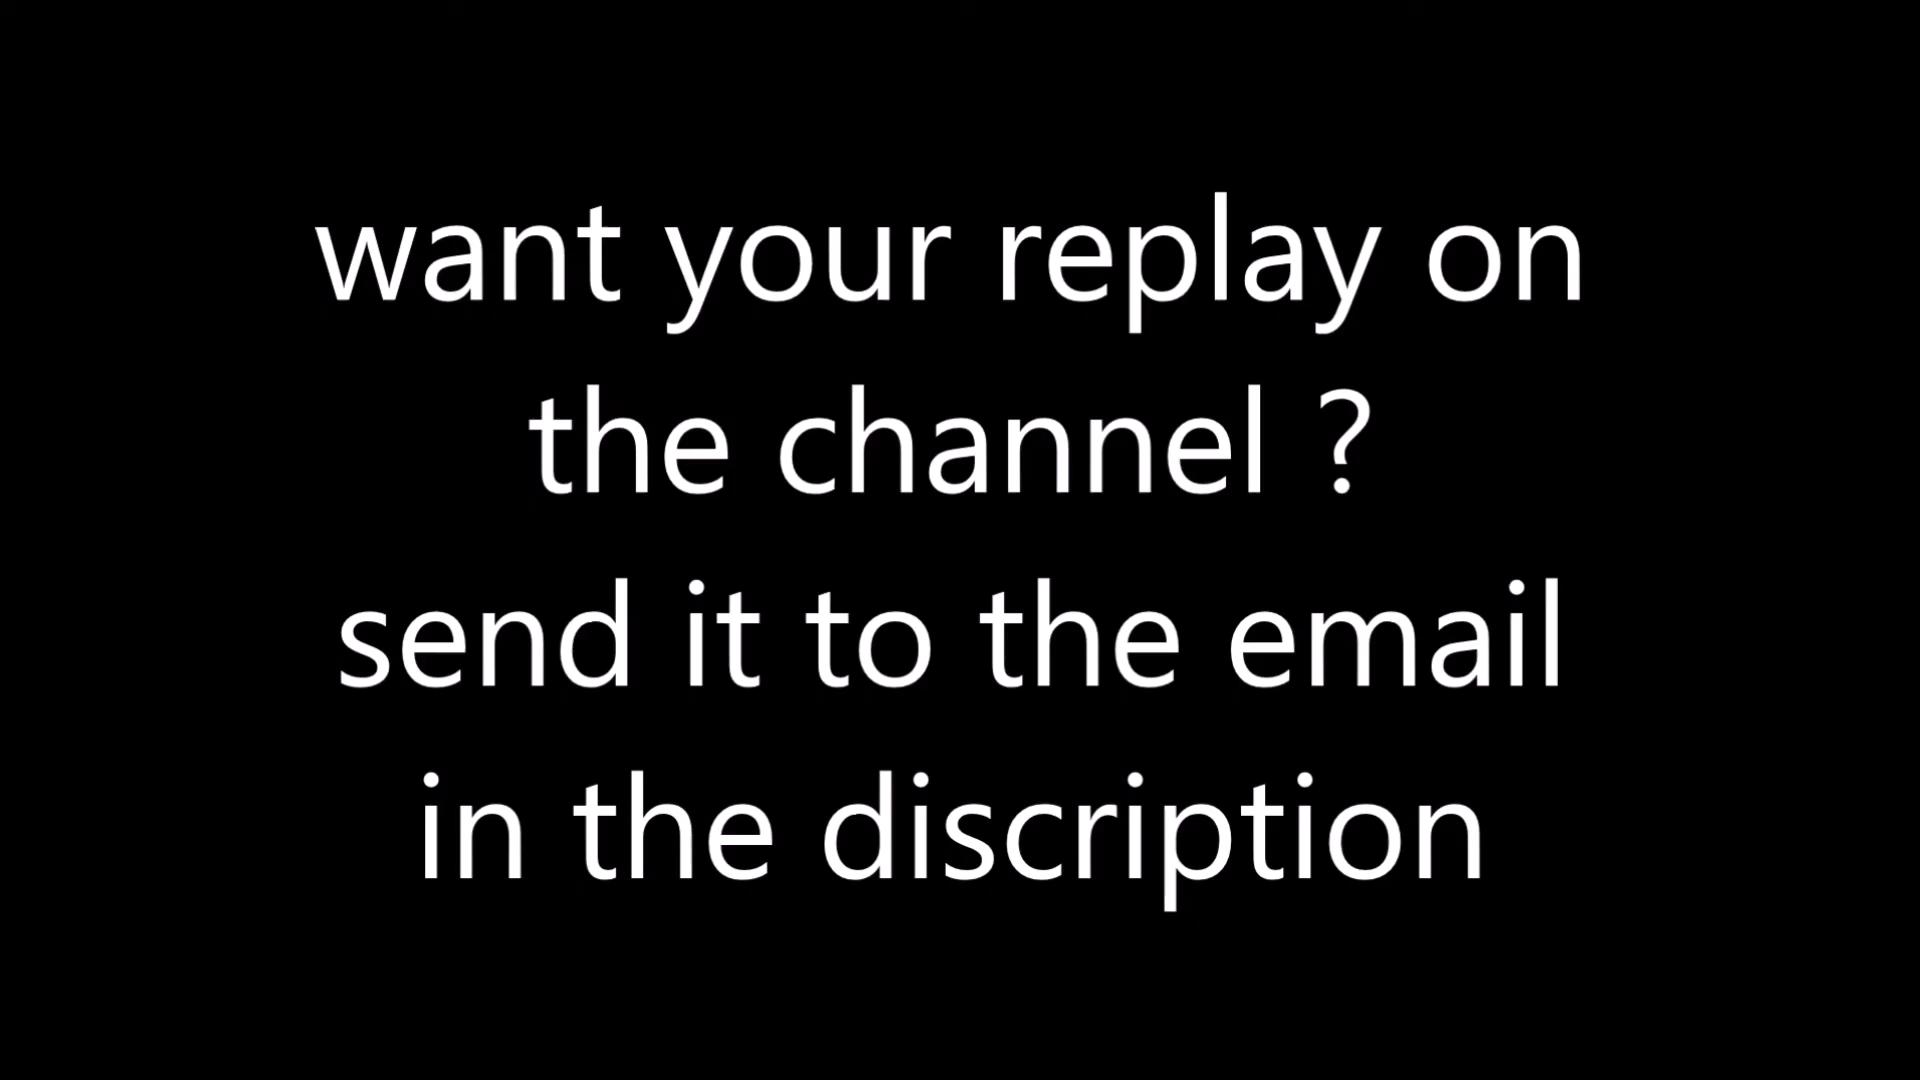 want your replay on
the channel ?
send it to the email
in the discription